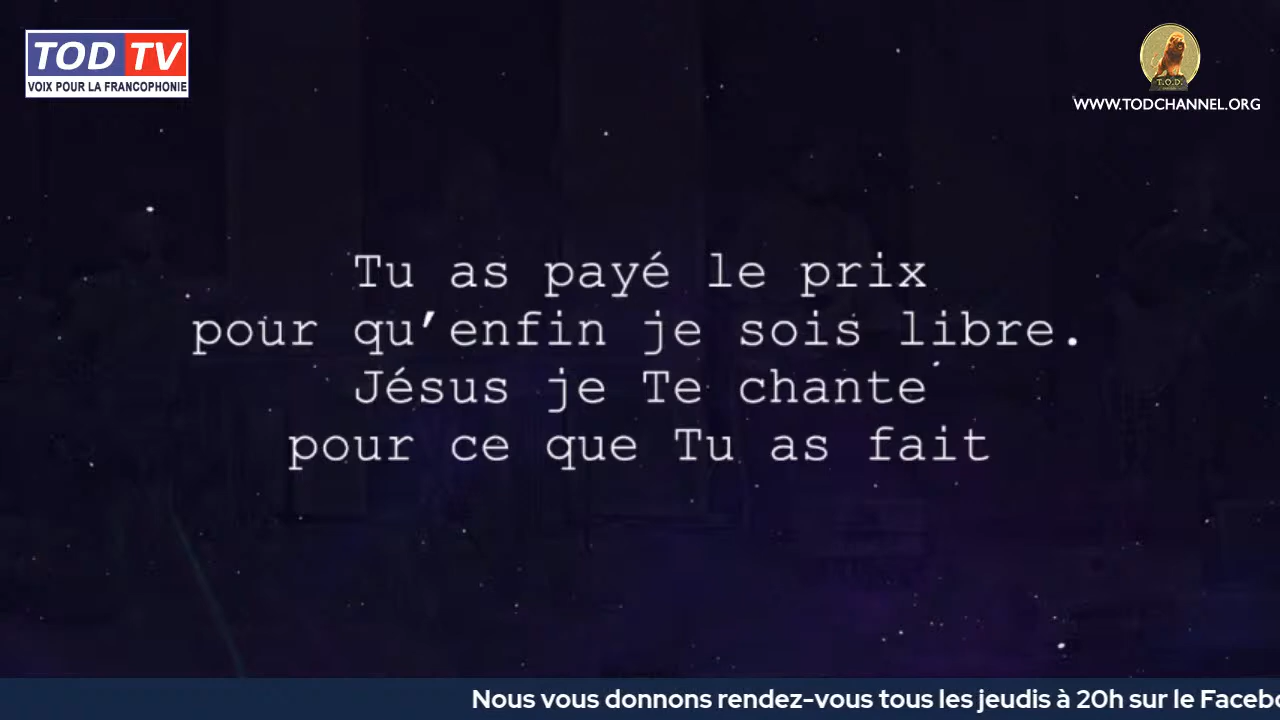 TOD TV
VOIX POUR LA FRANCOPHONIE
T.O.D.
WWW.TODCHANNEL.ORG
Tu as payé le prix
pour qu’enfin je sois libre.
Jésus je Te chante
pour ce que Tu as fait
Nous vous donnons rendez-vous tous les jeudis à 20h sur le